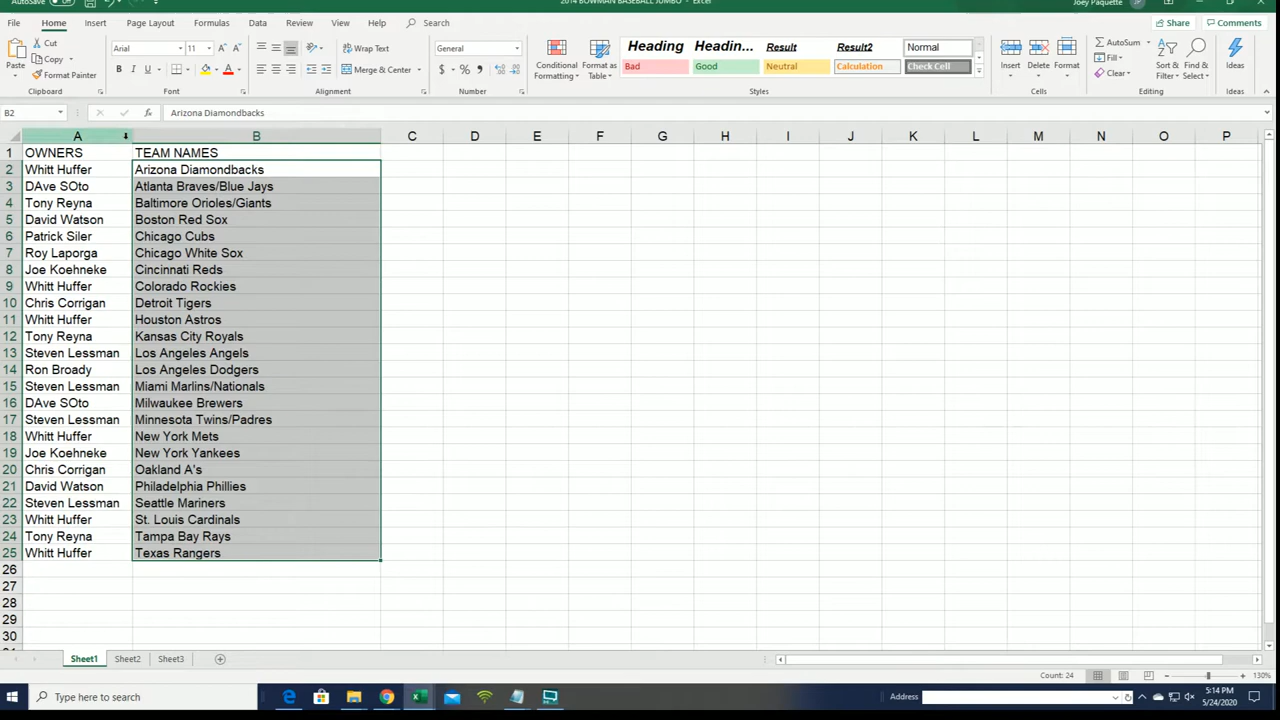 AutoSave Off 2014 BOWMAN BASEBALL JUMBO - Excel Joey Paquette JF
File Home Insert Page Layout Formulas Data Review View Help Search Share Comments
Paste Cut Copy Format Painter Clipboard
Arial 11 A A B I U A Font
Wrap Text Merge & Center Alignment
General $ % , Number
Conditional Formatting Format as Table
Heading Headin... Result Result2 Normal
Bad Good Neutral Calculation Check Cell
Styles
Insert Delete Format Cells
AutoSum Fill Clear Sort & Filter Find & Select Editing
Ideas Ideas
B2 fx Arizona Diamondbacks
A B C D E F G H I J K L M N O P
1 OWNERS TEAM NAMES
2 Whitt Huffer Arizona Diamondbacks
3 DAve SOto Atlanta Braves/Blue Jays
4 Tony Reyna Baltimore Orioles/Giants
5 David Watson Boston Red Sox
6 Patrick Siler Chicago Cubs
7 Roy Laporga Chicago White Sox
8 Joe Koehneke Cincinnati Reds
9 Whitt Huffer Colorado Rockies
10 Chris Corrigan Detroit Tigers
11 Whitt Huffer Houston Astros
12 Tony Reyna Kansas City Royals
13 Steven Lessman Los Angeles Angels
14 Ron Broady Los Angeles Dodgers
15 Steven Lessman Miami Marlins/Nationals
16 DAve SOto Milwaukee Brewers
17 Steven Lessman Minnesota Twins/Padres
18 Whitt Huffer New York Mets
19 Joe Koehneke New York Yankees
20 Chris Corrigan Oakland A's
21 David Watson Philadelphia Phillies
22 Steven Lessman Seattle Mariners
23 Whitt Huffer St. Louis Cardinals
24 Tony Reyna Tampa Bay Rays
25 Whitt Huffer Texas Rangers
26
27
28
29
30
Sheet1 Sheet2 Sheet3
Count: 24 130%
Type here to search Address 5:14 PM
5/24/2020